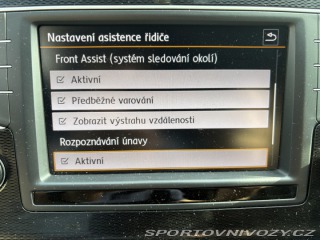 Nastavení asistence řidiče
Front Assist (systém sledování okolí)
Aktivní
Předběžné varování
Zobrazit výstrahu vzdálenosti
Rozpoznávání únavy
Aktivní
SPORTOVNIVOZY.CZ